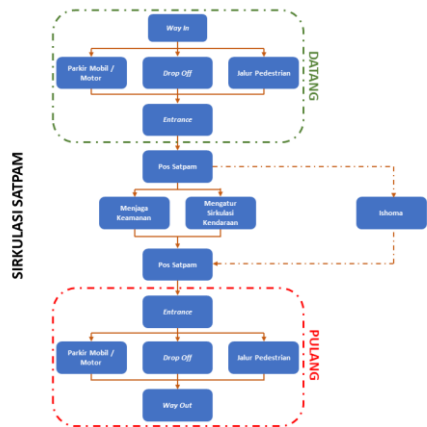 SIRKULASI SATPAM
DATANG
Way In
Parkir Mobil /
Motor
Drop Off
Jalur Pedestrian
Entrance
Pos Satpam
Menjaga
Keamanan
Mengatur
Sirkulasi
Kendaraan
Ishoma
Pos Satpam
PULANG
Entrance
Parkir Mobil /
Motor
Drop Off
Jalur Pedestrian
Way Out